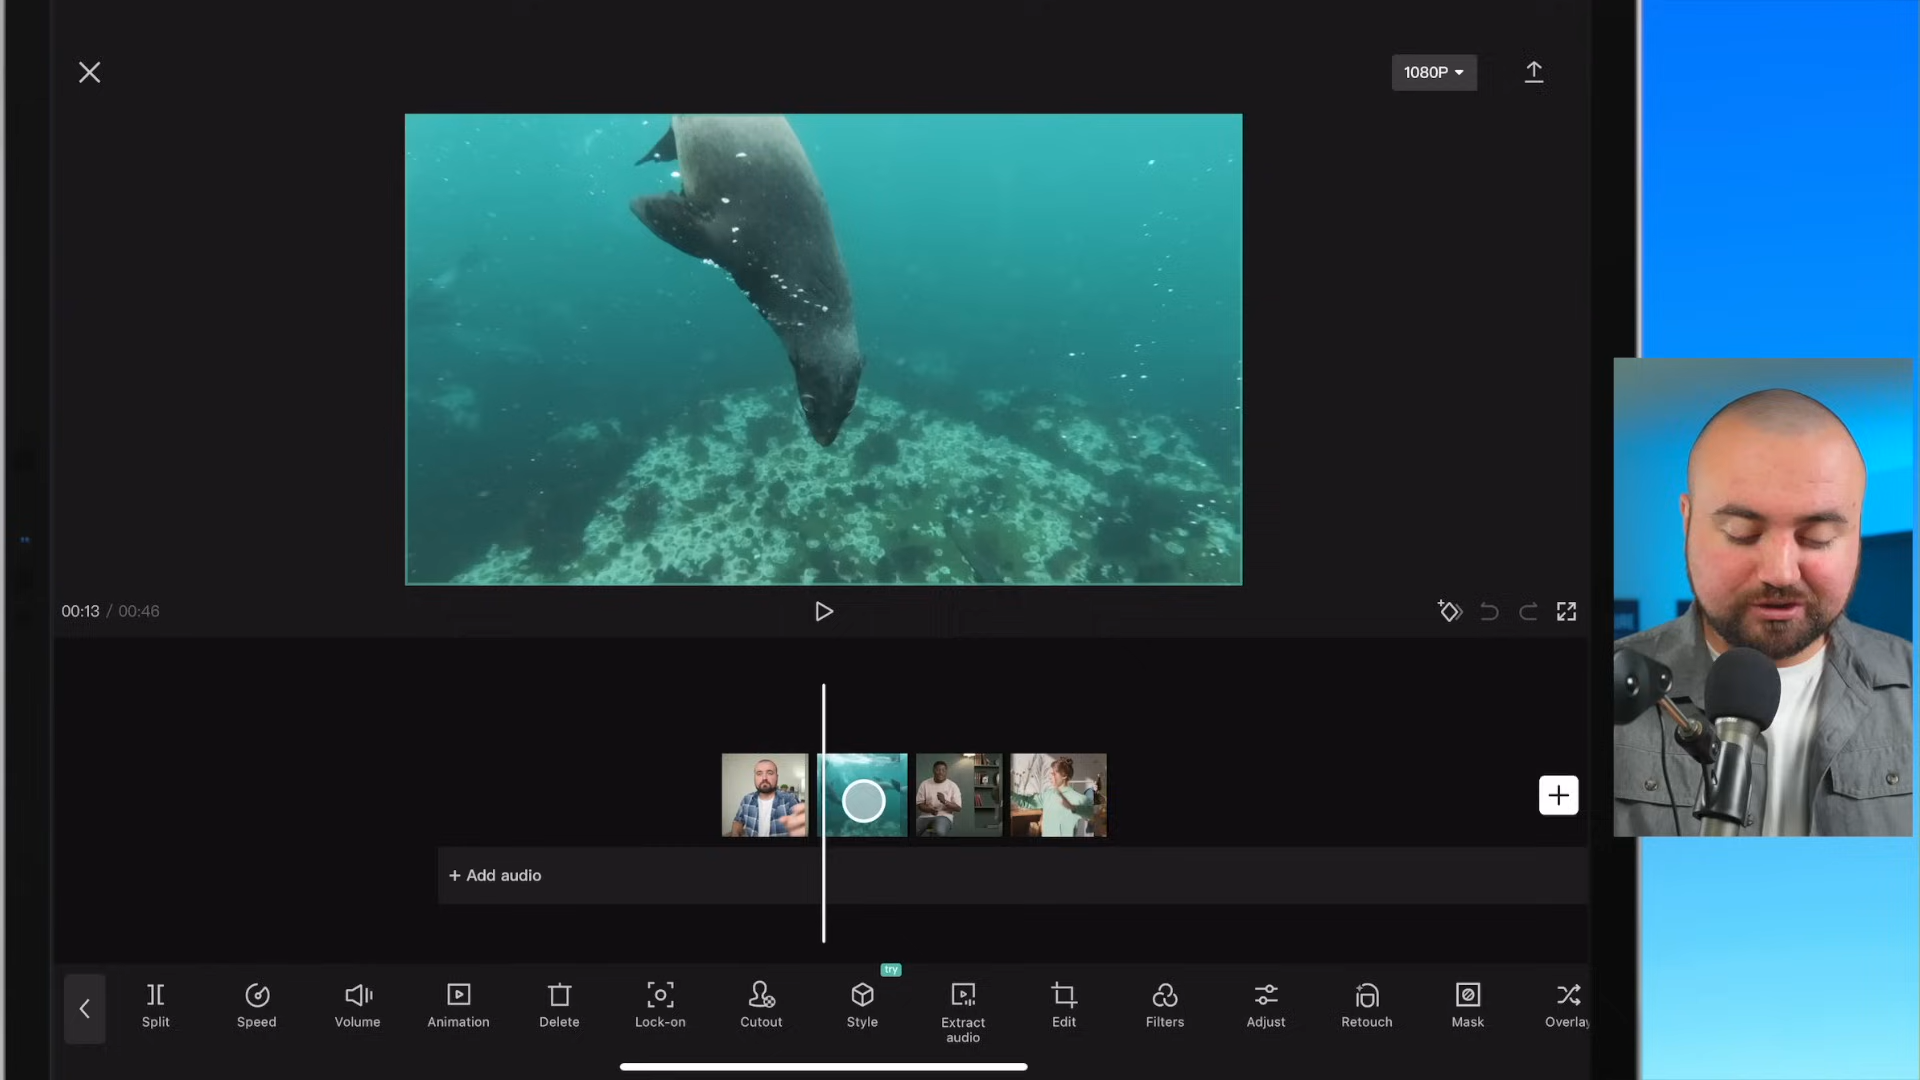 1080P
00:13 / 00:46
+ Add audio
try
Split
Speed
Volume
Animation
Delete
Lock-on
Cutout
Style
Extract audio
Edit
Filters
Adjust
Retouch
Mask
Overlay